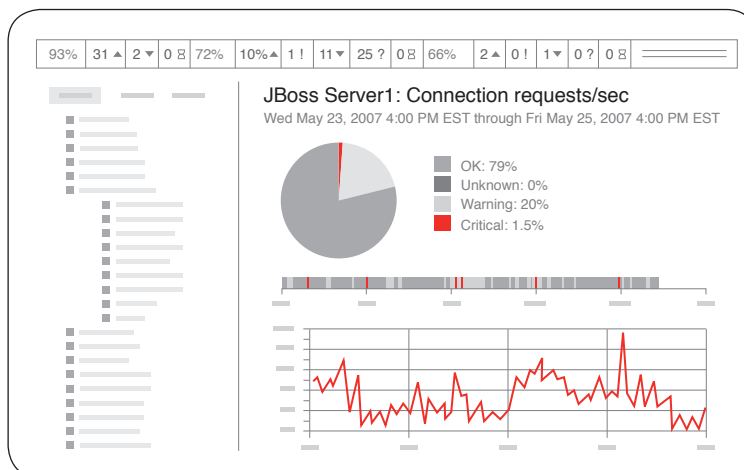 93% 31▲ 2▼ 0⧖ 72% 10%▲ 1! 11▼ 25? 0⧖ 66% 2▲ 0! 1▼ 0? 0⧖
JBoss Server1: Connection requests/sec
Wed May 23, 2007 4:00 PM EST through Fri May 25, 2007 4:00 PM EST
OK: 79%
Unknown: 0%
Warning: 20%
Critical: 1.5%